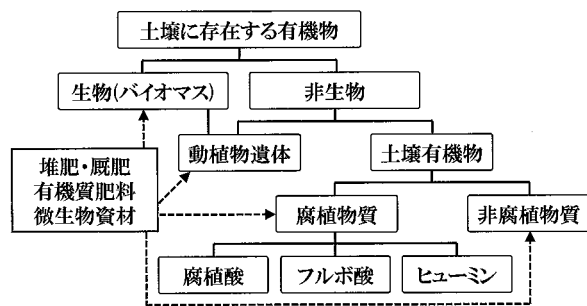 土壌に存在する有機物
生物(バイオマス)
非生物
動植物遺体
土壌有機物
堆肥・厩肥
有機質肥料
微生物資材
腐植物質
非腐植物質
腐植酸
フルボ酸
ヒューミン